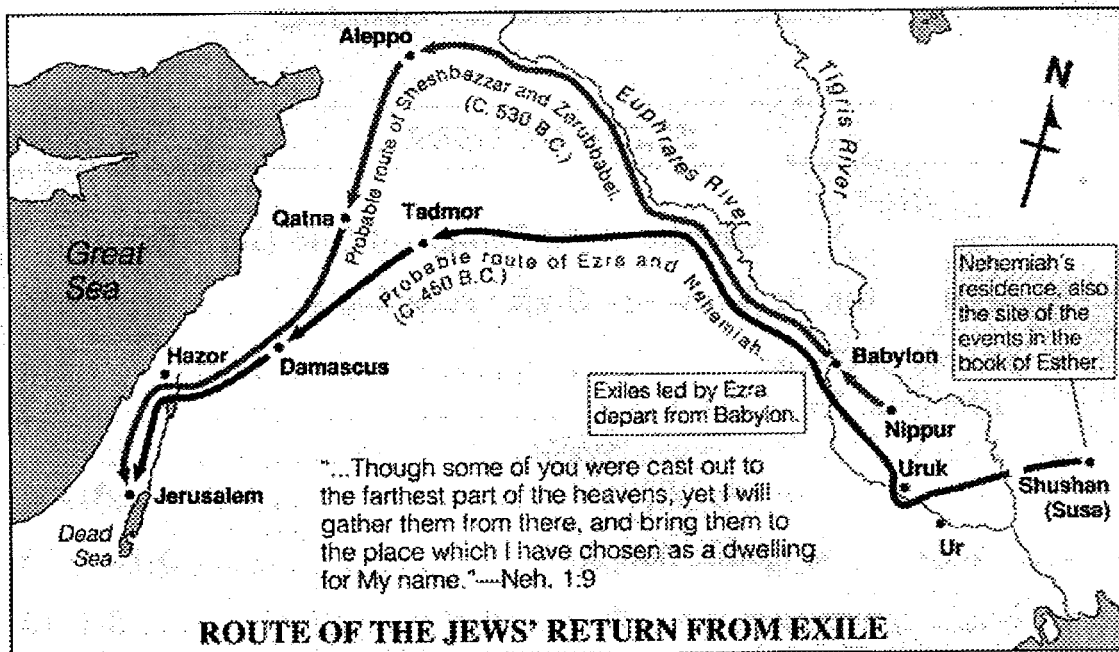 Aleppo
Probable route of Sheshbazzar and Zerubbabel.
(C. 530 B.C.)
Euphrates River
Tigris River
N
Qatna
Tadmor
Great
Sea
Probable route of Ezra and Nehemiah.
(C. 450 B.C.)
Nehemiah's
residence, also
the site of the
events in the
book of Esther.
Hazor
Damascus
Babylon
Exiles led by Ezra
depart from Babylon.
Nippur
Uruk
Shushan
(Susa)
Jerusalem
Dead
Sea
Ur
"...Though some of you were cast out to
the farthest part of the heavens, yet I will
gather them from there, and bring them to
the place which I have chosen as a dwelling
for My name."—Neh. 1:9
ROUTE OF THE JEWS' RETURN FROM EXILE